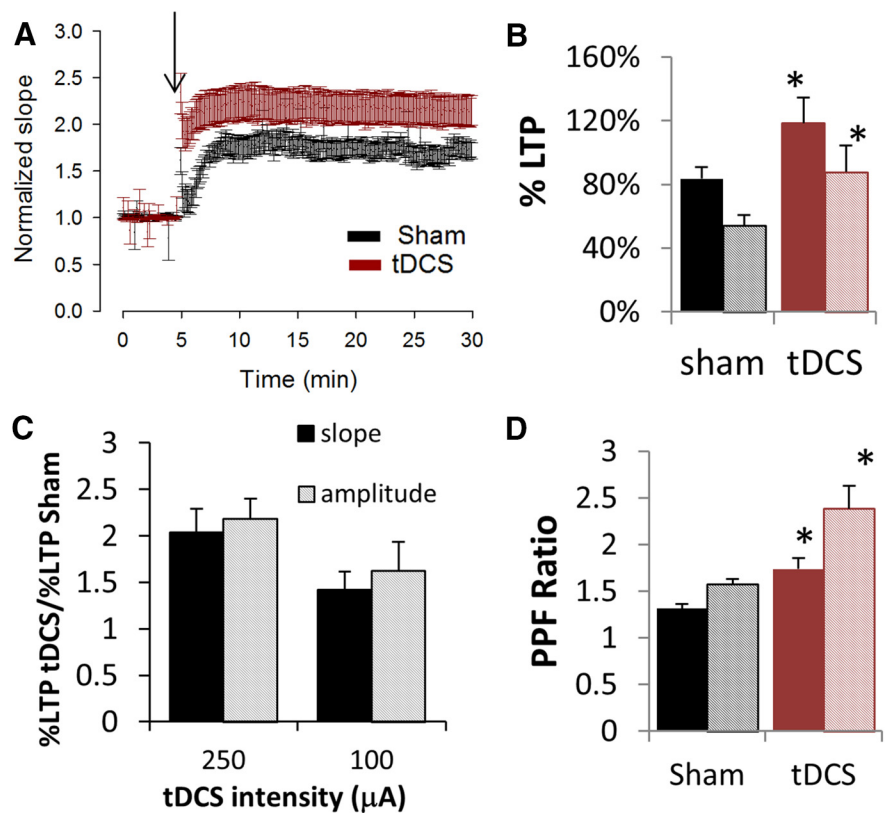 A
Normalized slope
3.0
2.5
2.0
1.5
1.0
0.5
0.0
Sham
tDCS
0 5 10 15 20 25 30
Time (min)
B
% LTP
160%
120%
80%
40%
0%
* *
sham tDCS
C
%LTP tDCS/%LTP Sham
3
2.5
2
1.5
1
0.5
0
slope
amplitude
250 100
tDCS intensity (μA)
D
PPF Ratio
3
2.5
2
1.5
1
0.5
0
* *
Sham tDCS